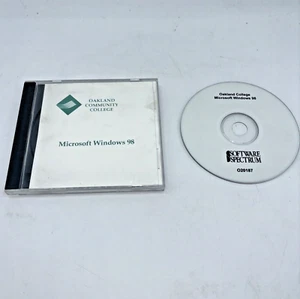 OAKLAND
COMMUNITY
COLLEGE
Microsoft Windows 98
Oakland College
Microsoft Windows 98
SOFTWARE
SPECTRUM
O26187